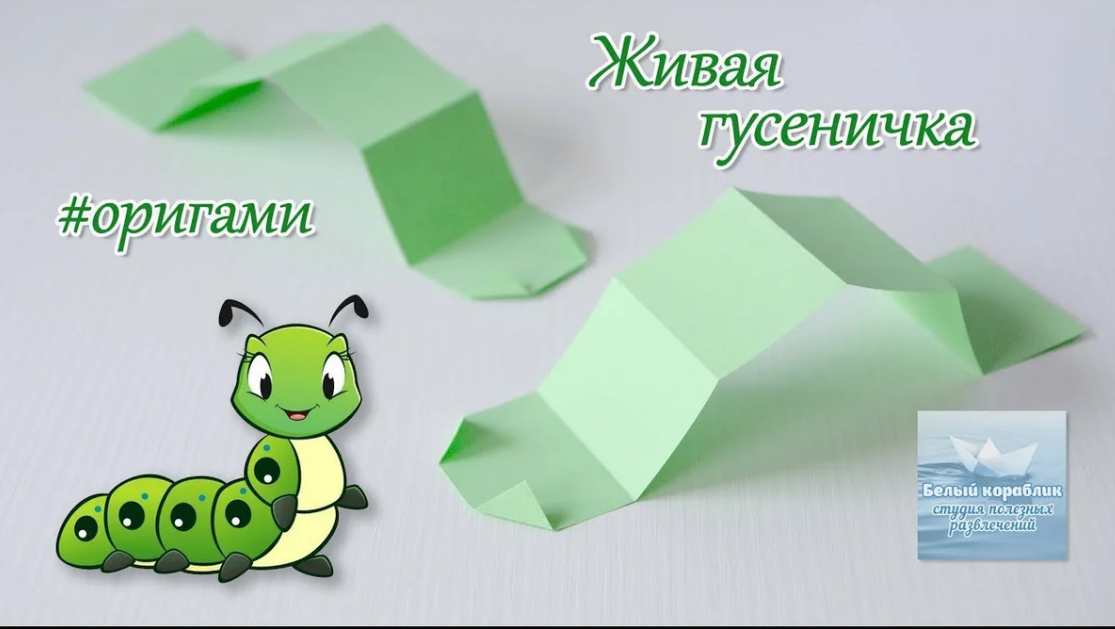 Живая
гусеничка
#оригами
Белый кораблик
студия полезных
развлечений